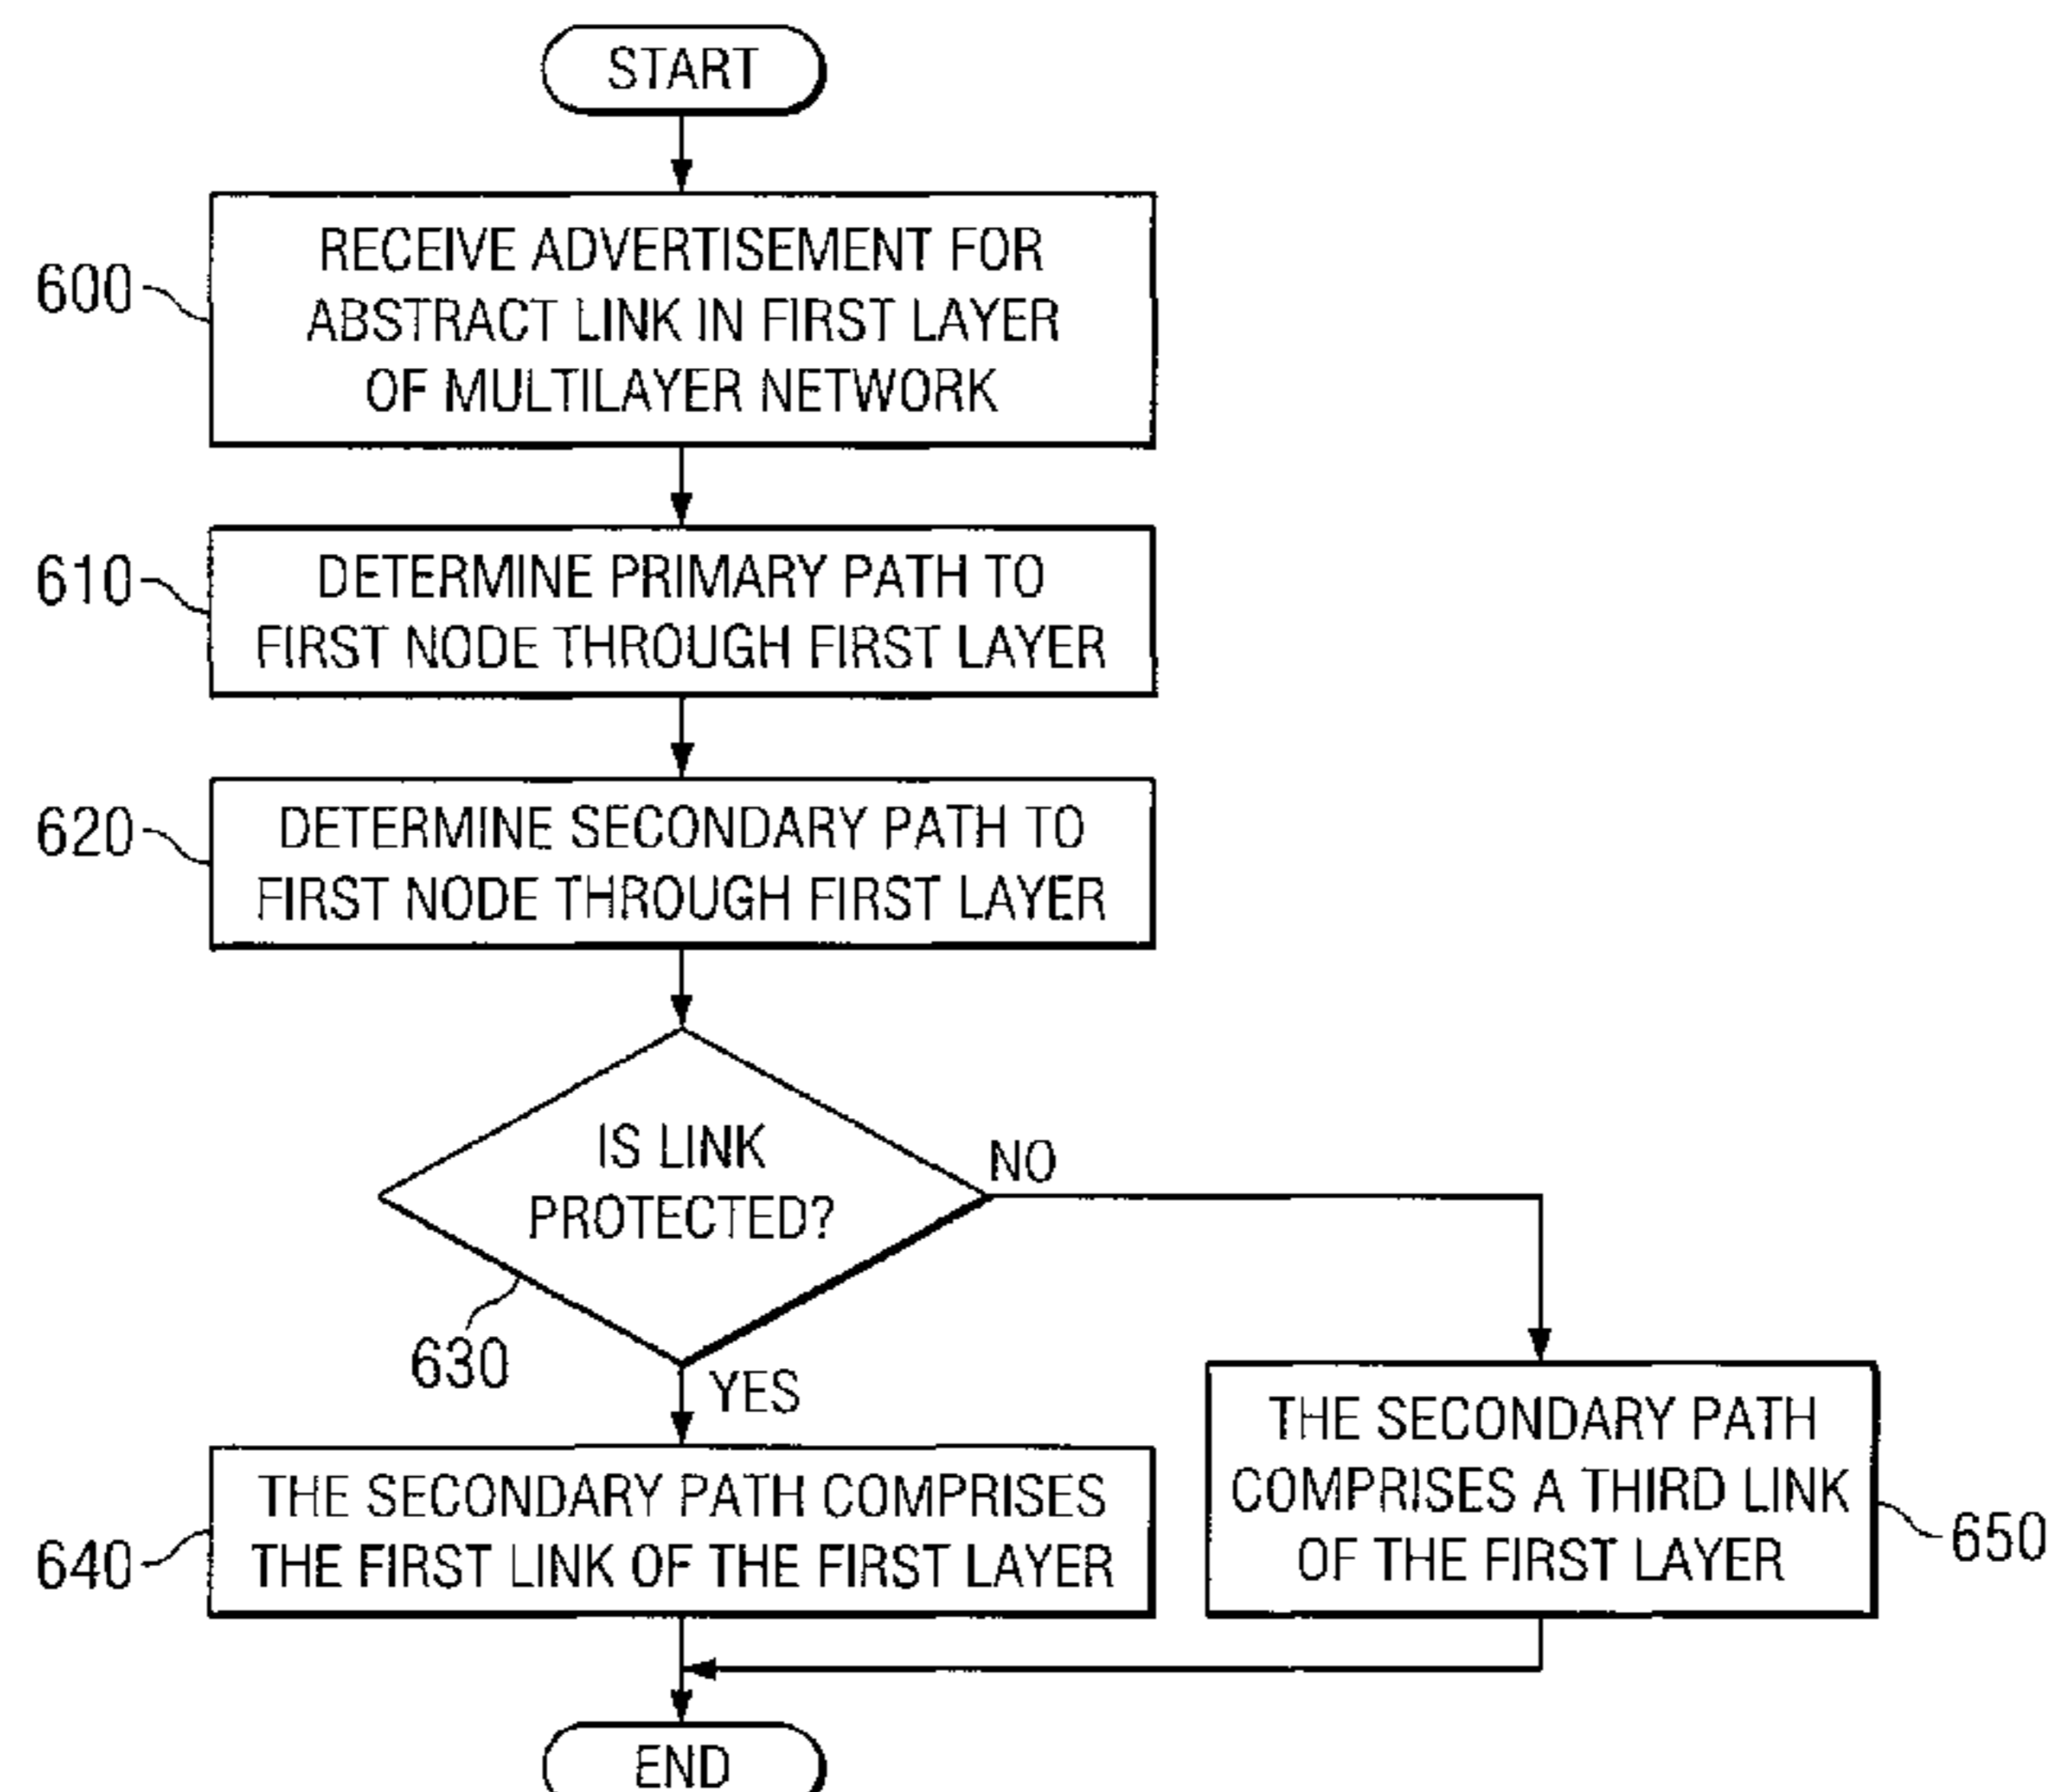 START
600
RECEIVE ADVERTISEMENT FOR
ABSTRACT LINK IN FIRST LAYER
OF MULTILAYER NETWORK
610
DETERMINE PRIMARY PATH TO
FIRST NODE THROUGH FIRST LAYER
620
DETERMINE SECONDARY PATH TO
FIRST NODE THROUGH FIRST LAYER
IS LINK
PROTECTED?
NO
630
YES
640
THE SECONDARY PATH COMPRISES
THE FIRST LINK OF THE FIRST LAYER
THE SECONDARY PATH
COMPRISES A THIRD LINK
OF THE FIRST LAYER
650
END